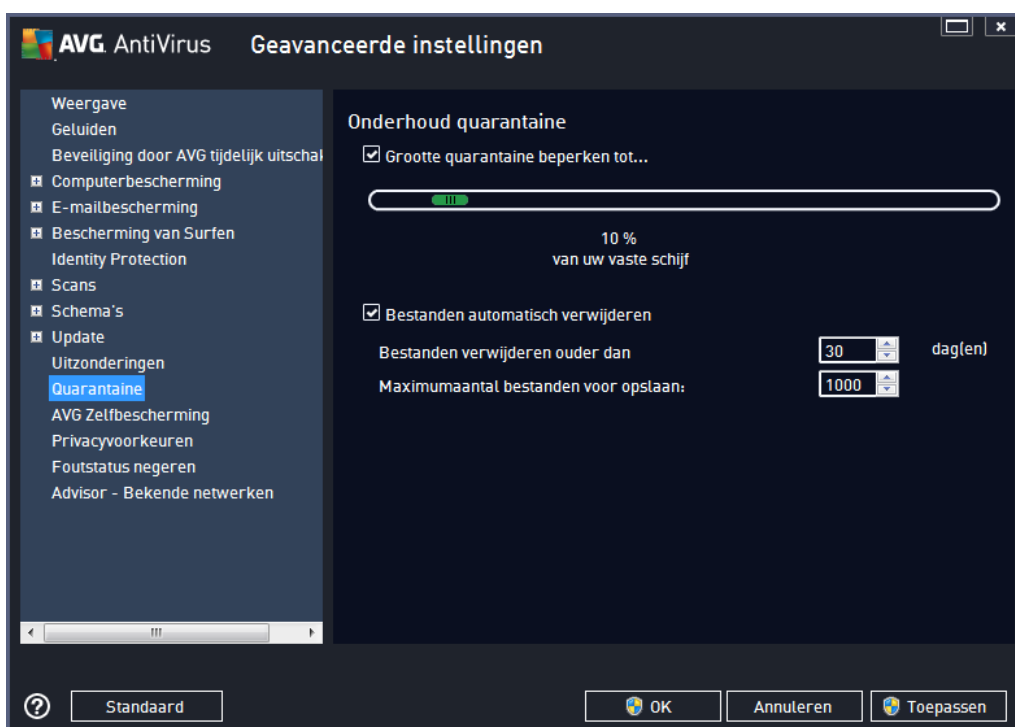 AVG. AntiVirus Geavanceerde instellingen
Weergave
Geluiden
Beveiliging door AVG tijdelijk uitschak
Computerbescherming
E-mailbescherming
Bescherming van Surfen
Identity Protection
Scans
Schema's
Update
Uitzonderingen
Quarantaine
AVG Zelfbescherming
Privacyvoorkeuren
Foutstatus negeren
Advisor - Bekende netwerken
Onderhoud quarantaine
Grootte quarantaine beperken tot...
10 %
van uw vaste schijf
Bestanden automatisch verwijderen
Bestanden verwijderen ouder dan 30 dag(en)
Maximumaantal bestanden voor opslaan: 1000
? Standaard OK Annuleren Toepassen